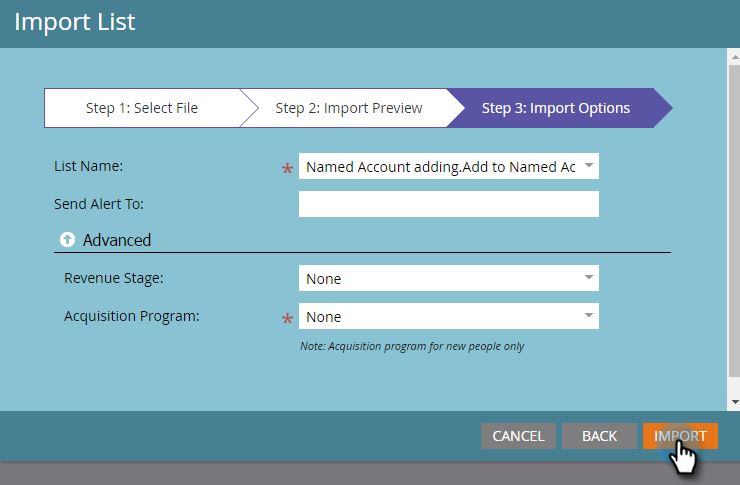 Import List
Step 1: Select File
Step 2: Import Preview
Step 3: Import Options
List Name:
* Named Account adding.Add to Named Ac
Send Alert To:
Advanced
Revenue Stage:
None
Acquisition Program:
* None
Note: Acquisition program for new people only
CANCEL
BACK
IMPORT